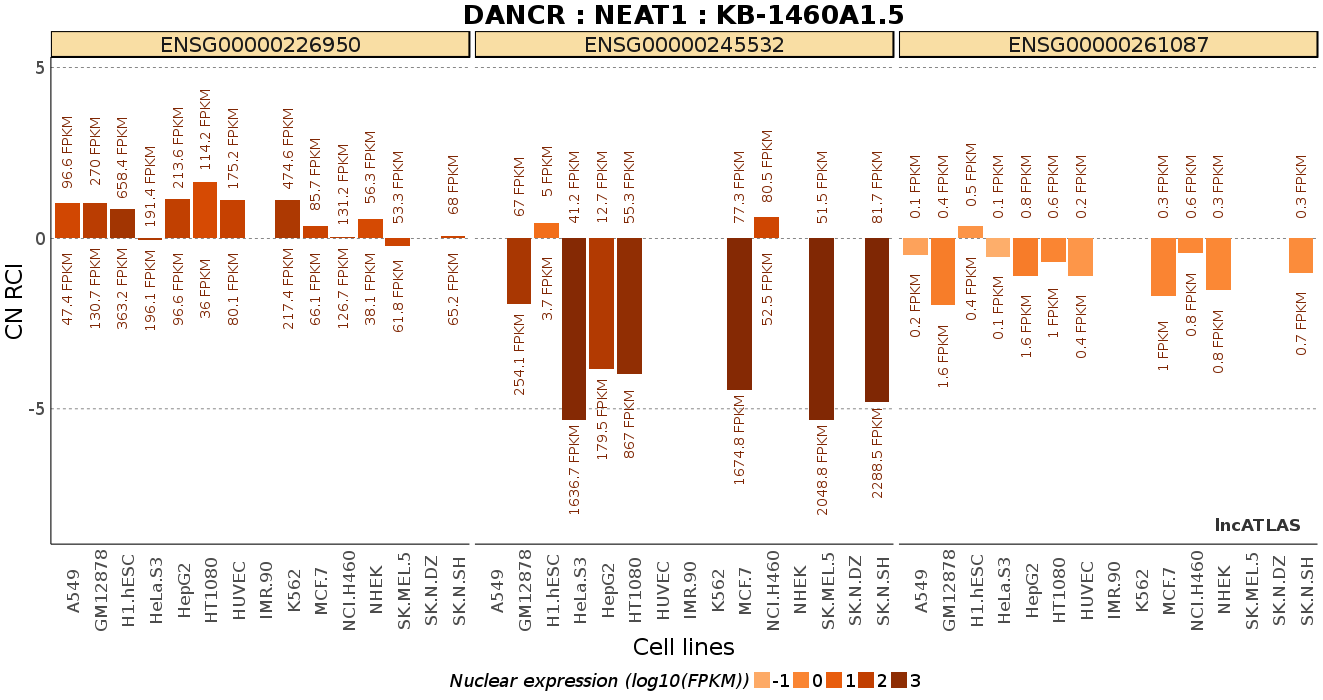 DANCR : NEAT1 : KB-1460A1.5
ENSG00000226950 ENSG00000245532 ENSG00000261087
CN RCI
5
0
-5
96.6 FPKM
270 FPKM
658.4 FPKM
191.4 FPKM
213.6 FPKM
114.2 FPKM
175.2 FPKM
474.6 FPKM
85.7 FPKM
131.2 FPKM
56.3 FPKM
53.3 FPKM
68 FPKM
47.4 FPKM
130.7 FPKM
363.2 FPKM
196.1 FPKM
96.6 FPKM
36 FPKM
80.1 FPKM
217.4 FPKM
66.1 FPKM
126.7 FPKM
38.1 FPKM
61.8 FPKM
65.2 FPKM
67 FPKM
5 FPKM
41.2 FPKM
12.7 FPKM
55.3 FPKM
77.3 FPKM
80.5 FPKM
51.5 FPKM
81.7 FPKM
254.1 FPKM
3.7 FPKM
1636.7 FPKM
179.5 FPKM
867 FPKM
1674.8 FPKM
52.5 FPKM
2048.8 FPKM
2288.5 FPKM
0.1 FPKM
0.4 FPKM
0.5 FPKM
0.1 FPKM
0.8 FPKM
0.6 FPKM
0.2 FPKM
0.3 FPKM
0.6 FPKM
0.3 FPKM
0.3 FPKM
0.2 FPKM
1.6 FPKM
0.4 FPKM
0.1 FPKM
1.6 FPKM
1 FPKM
0.4 FPKM
1 FPKM
0.8 FPKM
0.8 FPKM
0.7 FPKM
lncATLAS
A549
GM12878
H1.hESC
HeLa.S3
HepG2
HT1080
HUVEC
IMR.90
K562
MCF.7
NCI.H460
NHEK
SK.MEL.5
SK.N.DZ
SK.N.SH
A549
GM12878
H1.hESC
HeLa.S3
HepG2
HT1080
HUVEC
IMR.90
K562
MCF.7
NCI.H460
NHEK
SK.MEL.5
SK.N.DZ
SK.N.SH
A549
GM12878
H1.hESC
HeLa.S3
HepG2
HT1080
HUVEC
IMR.90
K562
MCF.7
NCI.H460
NHEK
SK.MEL.5
SK.N.DZ
SK.N.SH
Cell lines
Nuclear expression (log10(FPKM)) -1 0 1 2 3